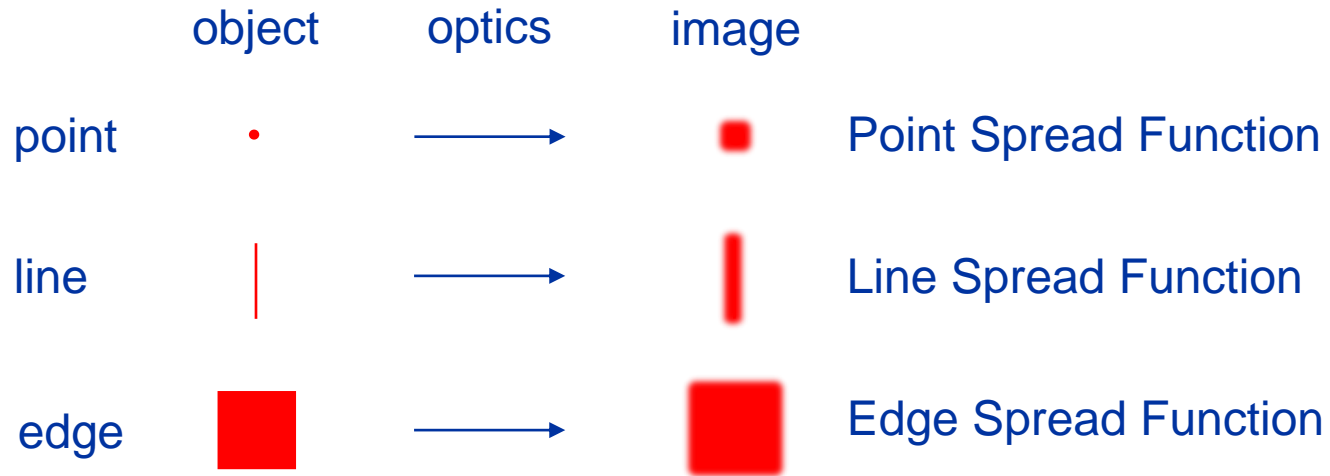 object optics image
point Point Spread Function
line Line Spread Function
edge Edge Spread Function